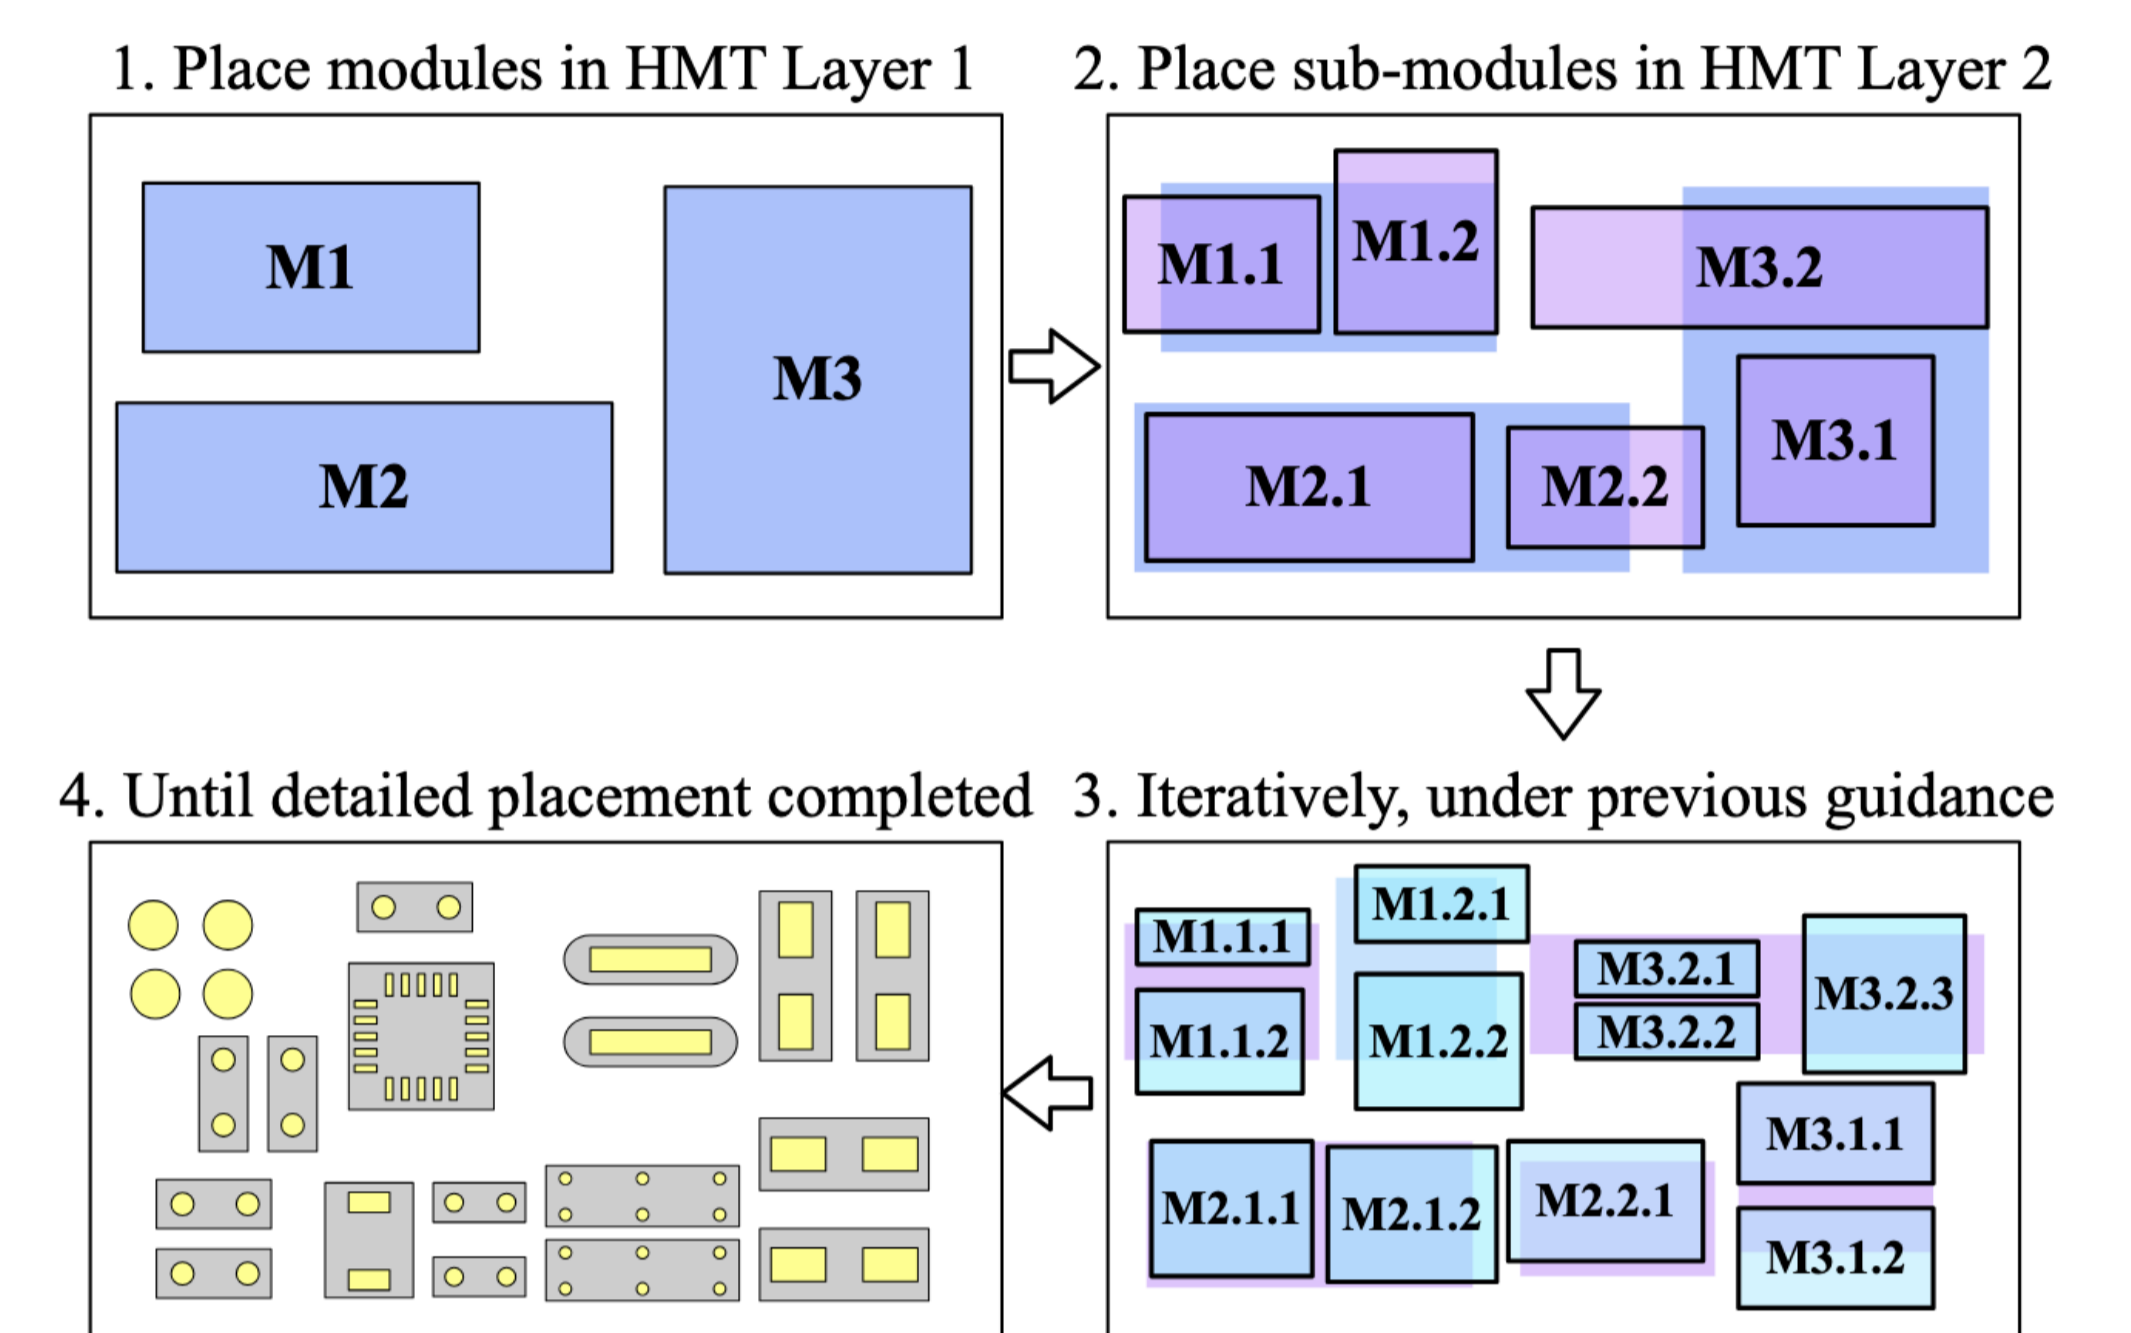 1. Place modules in HMT Layer 1
M1
M2
M3
2. Place sub-modules in HMT Layer 2
M1.1
M1.2
M3.2
M2.1
M2.2
M3.1
3. Iteratively, under previous guidance
M1.1.1
M1.2.1
M3.2.1
M3.2.2
M3.2.3
M1.1.2
M1.2.2
M3.1.1
M2.1.1
M2.1.2
M2.2.1
M3.1.2
4. Until detailed placement completed